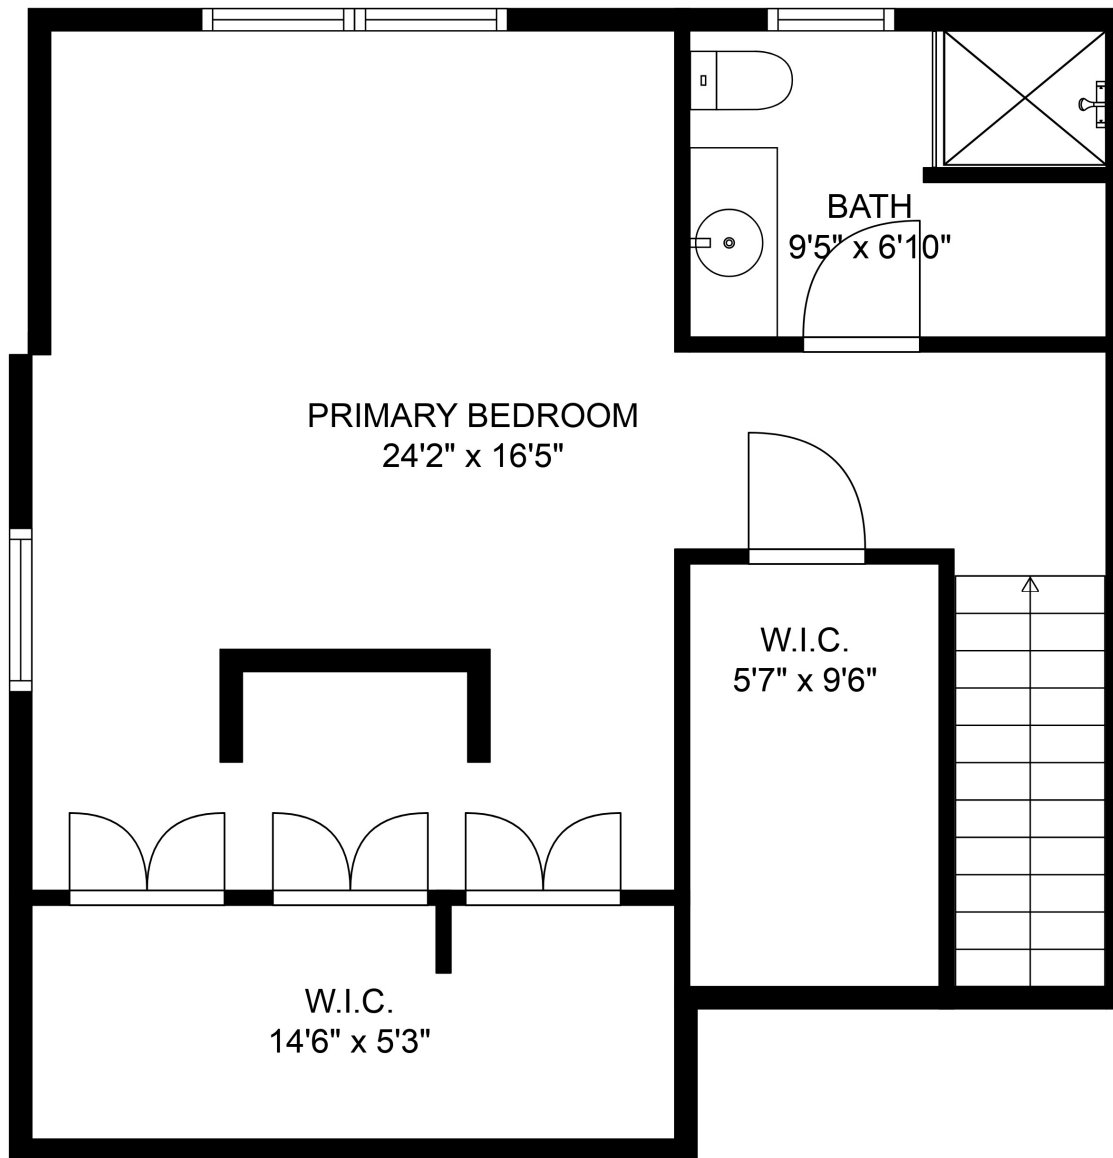 BATH
9'5" x 6'10"
PRIMARY BEDROOM
24'2" x 16'5"
W.I.C.
5'7" x 9'6"
W.I.C.
14'6" x 5'3"